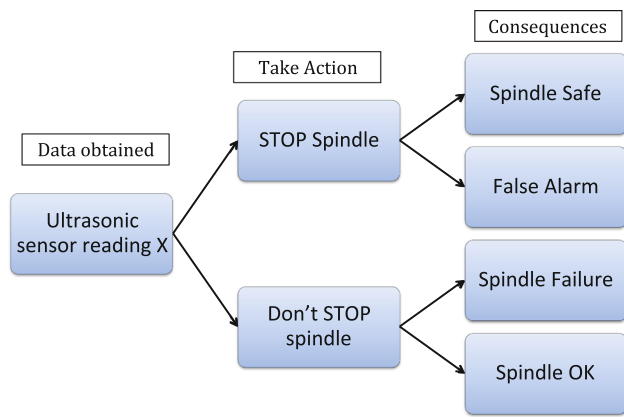 Consequences
Take Action
Spindle Safe
STOP Spindle
Data obtained
False Alarm
Ultrasonic
sensor reading X
Spindle Failure
Don't STOP
spindle
Spindle OK